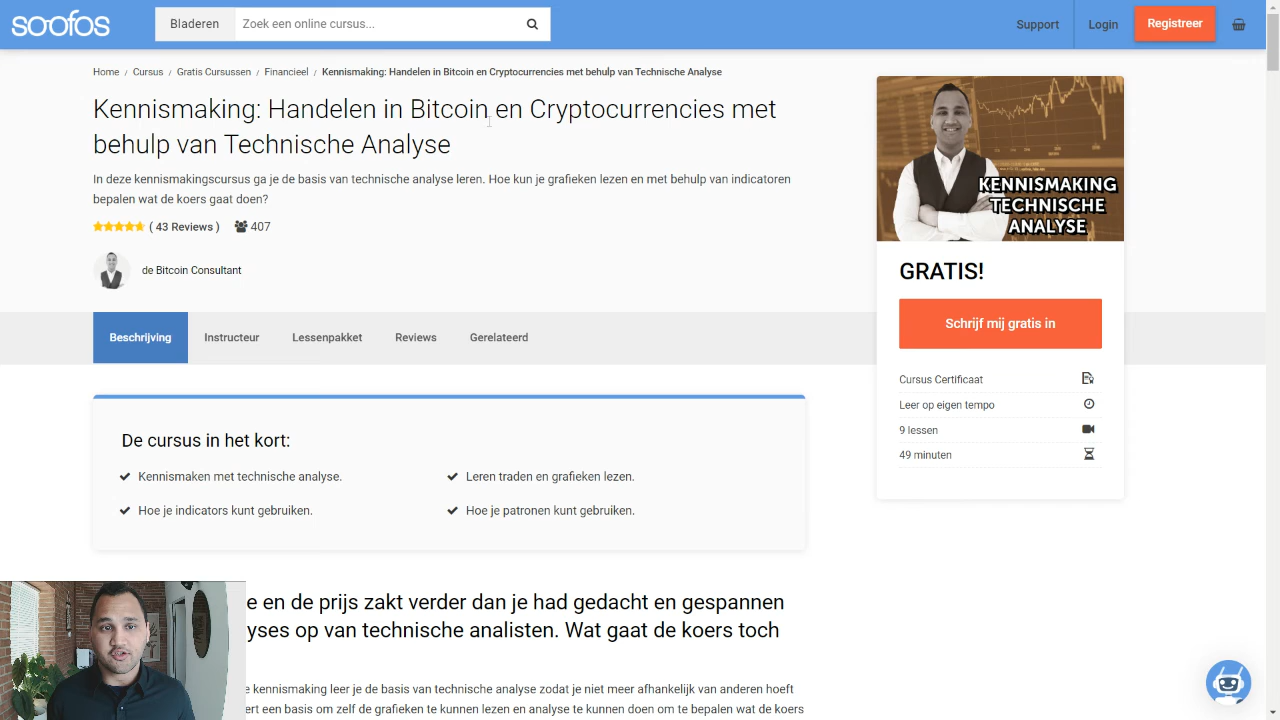 soofos
Bladeren
Zoek een online cursus...
Support
Login
Registreer
Home / Cursus / Gratis Cursussen / Financieel / Kennismaking: Handelen in Bitcoin en Cryptocurrencies met behulp van Technische Analyse
Kennismaking: Handelen in Bitcoin en Cryptocurrencies met
behulp van Technische Analyse
In deze kennismakingscursus ga je de basis van technische analyse leren. Hoe kun je grafieken lezen en met behulp van indicatoren
bepalen wat de koers gaat doen?
( 43 Reviews ) 407
de Bitcoin Consultant
KENNISMAKING
TECHNISCHE
ANALYSE
GRATIS!
Schrijf mij gratis in
Cursus Certificaat
Leer op eigen tempo
9 lessen
49 minuten
Beschrijving
Instructeur
Lessenpakket
Reviews
Gerelateerd
De cursus in het kort:
Kennismaken met technische analyse.
Leren traden en grafieken lezen.
Hoe je indicators kunt gebruiken.
Hoe je patronen kunt gebruiken.
e en de prijs zakt verder dan je had gedacht en gespannen
yses op van technische analisten. Wat gaat de koers toch
e kennismaking leer je de basis van technische analyse zodat je niet meer afhankelijk van anderen hoeft
ert een basis om zelf de grafieken te kunnen lezen en analyse te kunnen doen om te bepalen wat de koers